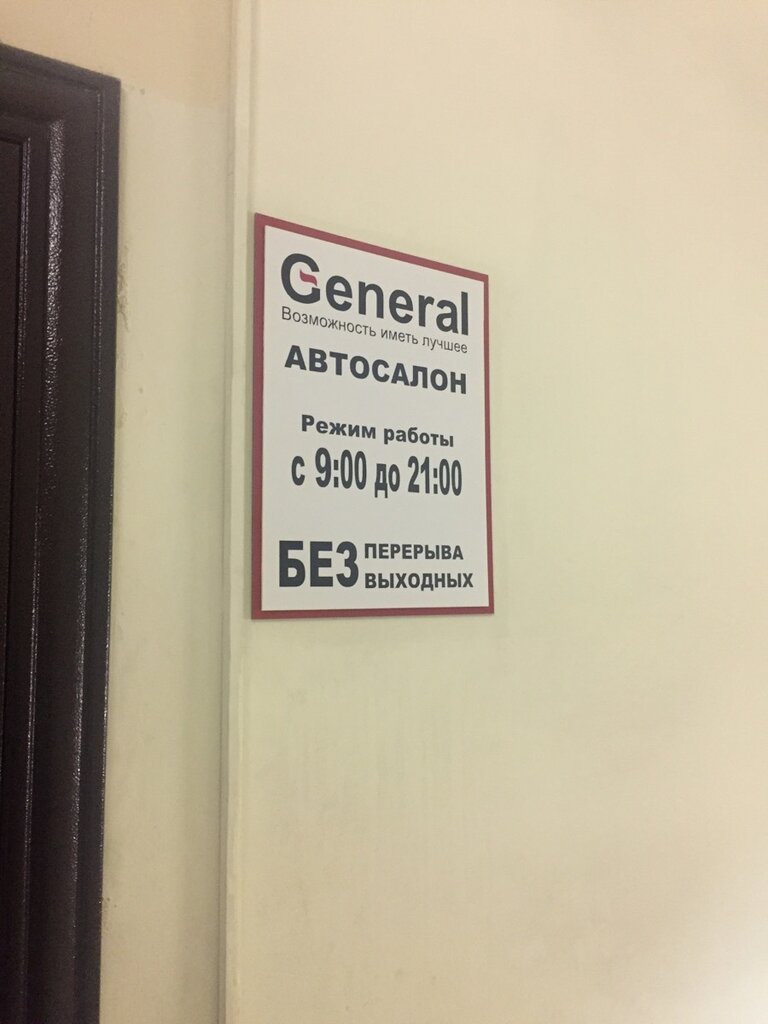 General
Возможность иметь лучшее
АВТОСАЛОН
Режим работы
с 9:00 до 21:00
БЕЗ ПЕРЕРЫВА
ВЫХОДНЫХ